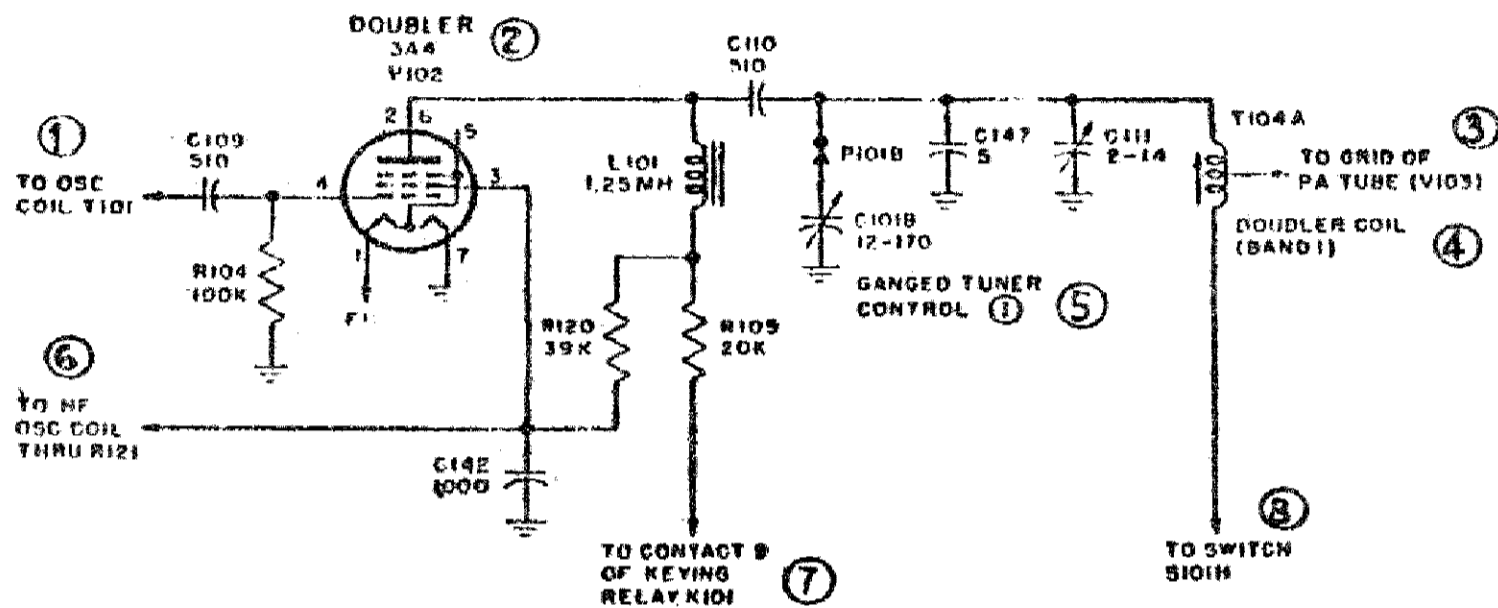 DOUBLER ②
3A4
V102
C110
510
①
C109
510
TO OSC
COIL T101
2 6
5
4
3
1
7
F1
R104
100K
L101
1.25 MH
P101B
C101B
12-170
C147
5
C111
2-14
T104A
③
TO GRID OF
PA TUBE (V103)
DOUBLER COIL
(BAND 1)
④
GANGED TUNER
CONTROL ①
⑤
R120
39K
R105
20K
⑥
TO HF
OSC COIL
THRU R121
C142
1000
TO CONTACT 9
OF KEYING
RELAY K101
⑦
⑧
TO SWITCH
S101H